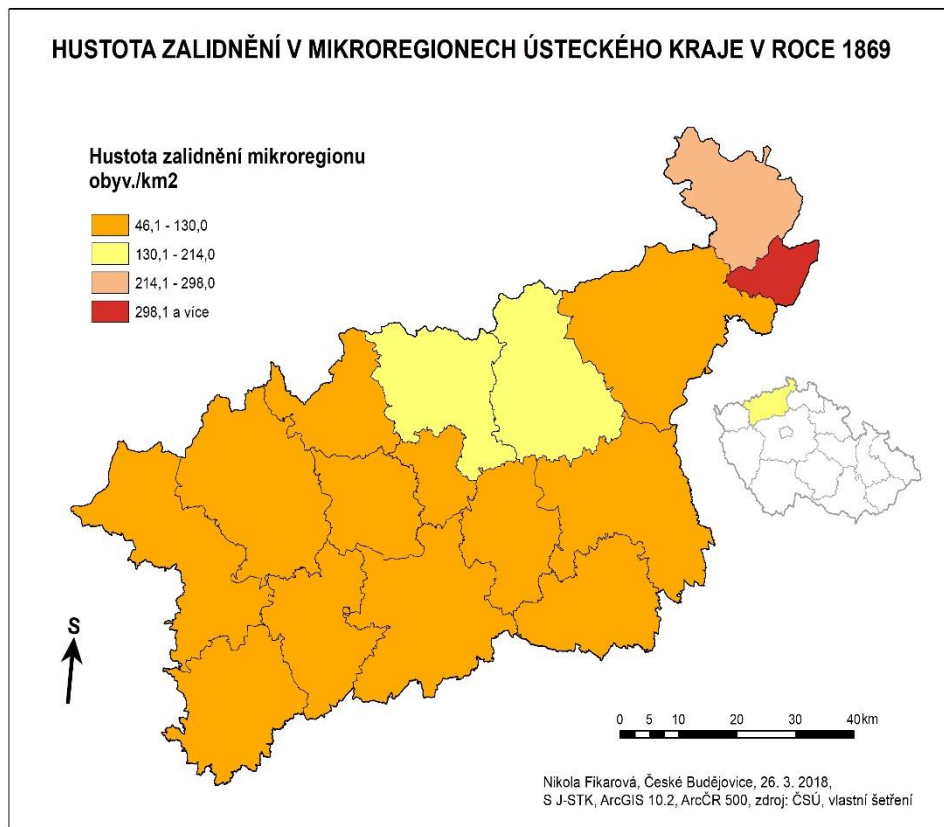 HUSTOTA ZALIDNĚNÍ V MIKROREGIONECH ÚSTECKÉHO KRAJE V ROCE 1869
Hustota zalidnění mikroregionu
obyv./km2
46,1 - 130,0
130,1 - 214,0
214,1 - 298,0
298,1 a více
S
0 5 10 20 30 40 km
Nikola Fikarová, České Budějovice, 26. 3. 2018,
S J-STK, ArcGIS 10.2, ArcČR 500, zdroj: ČSÚ, vlastní šetření